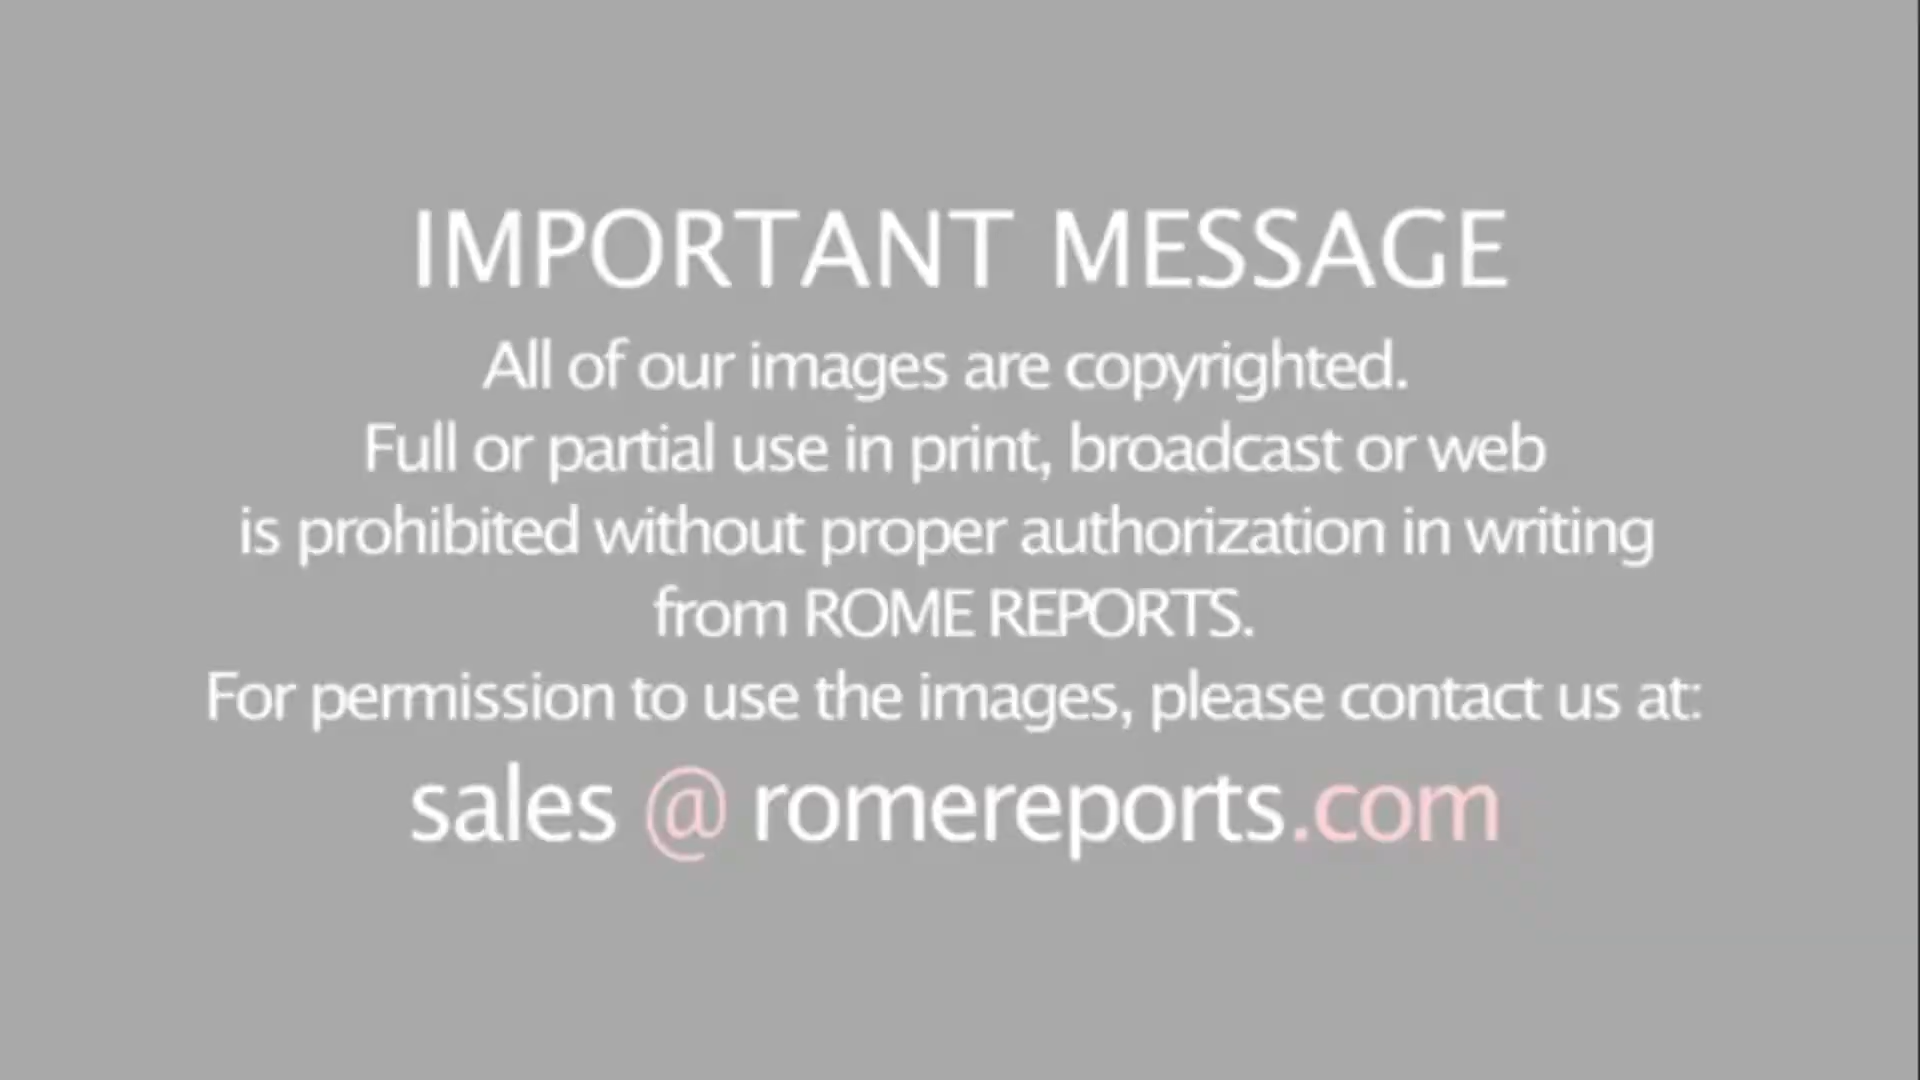 IMPORTANT MESSAGE
All of our images are copyrighted.
Full or partial use in print, broadcast or web
is prohibited without proper authorization in writing
from ROME REPORTS.
For permission to use the images, please contact us at:
sales @ romereports.com